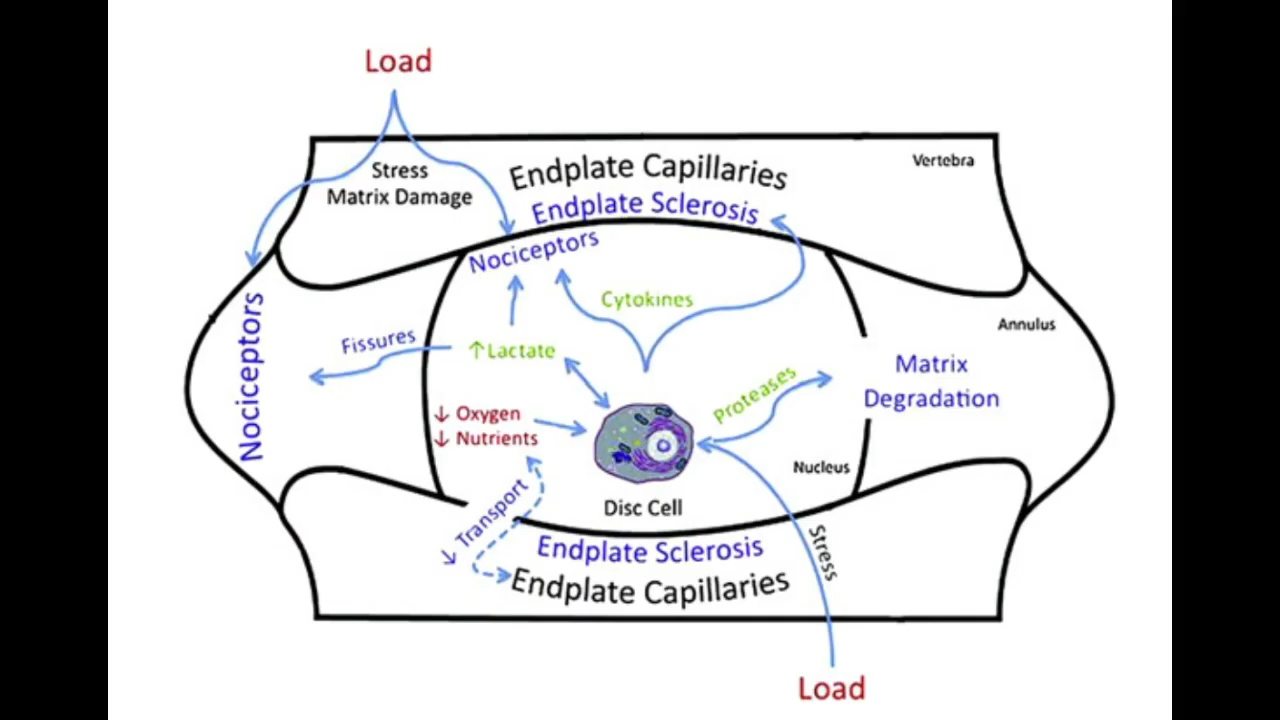 Load
Stress
Matrix Damage
Endplate Capillaries
Vertebra
Endplate Sclerosis
Nociceptors
Cytokines
Nociceptors
Fissures
↑Lactate
Annulus
Matrix
Degradation
Proteases
↓ Oxygen
↓ Nutrients
Nucleus
↓ Transport
Disc Cell
Stress
Endplate Sclerosis
Endplate Capillaries
Load